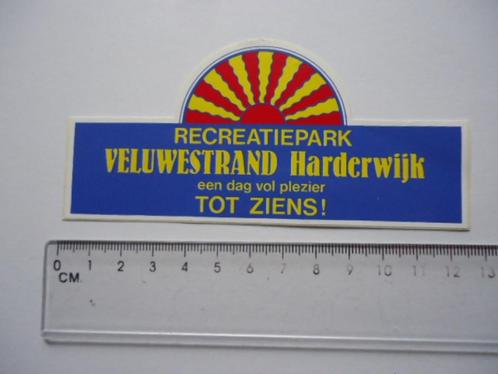 RECREATIEPARK
VELUWESTRAND Harderwijk
een dag vol plezier
TOT ZIENS!
0 1 2 3 4 5 6 7 8 9 10 11 12 13
CM